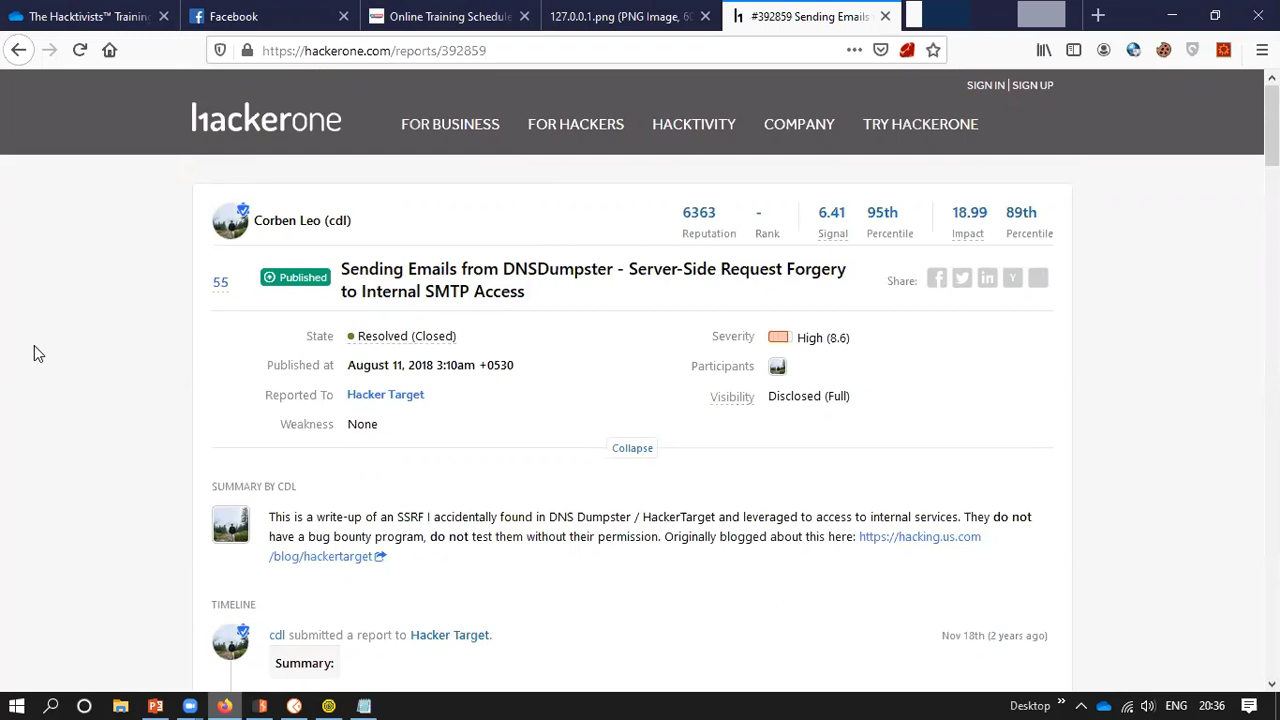 The Hacktivists™ Training
Facebook
Online Training Schedule
127.0.0.1.png (PNG Image, 60
#392859 Sending Emails
https://hackerone.com/reports/392859
SIGN IN | SIGN UP
hackerone
FOR BUSINESS
FOR HACKERS
HACKTIVITY
COMPANY
TRY HACKERONE
Corben Leo (cdl)
6363 - 6.41 95th 18.99 89th
Reputation Rank Signal Percentile Impact Percentile
55
Published
Sending Emails from DNSDumpster - Server-Side Request Forgery
to Internal SMTP Access
Share:
State Resolved (Closed)
Severity High (8.6)
Published at August 11, 2018 3:10am +0530
Participants
Reported To Hacker Target
Visibility Disclosed (Full)
Weakness None
Collapse
SUMMARY BY CDL
This is a write-up of an SSRF I accidentally found in DNS Dumpster / HackerTarget and leveraged to access to internal services. They do not
have a bug bounty program, do not test them without their permission. Originally blogged about this here: https://hacking.us.com
/blog/hackertarget
TIMELINE
cdl submitted a report to Hacker Target.
Nov 18th (2 years ago)
Summary:
Desktop
ENG
20:36